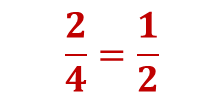 2/4 = 1/2